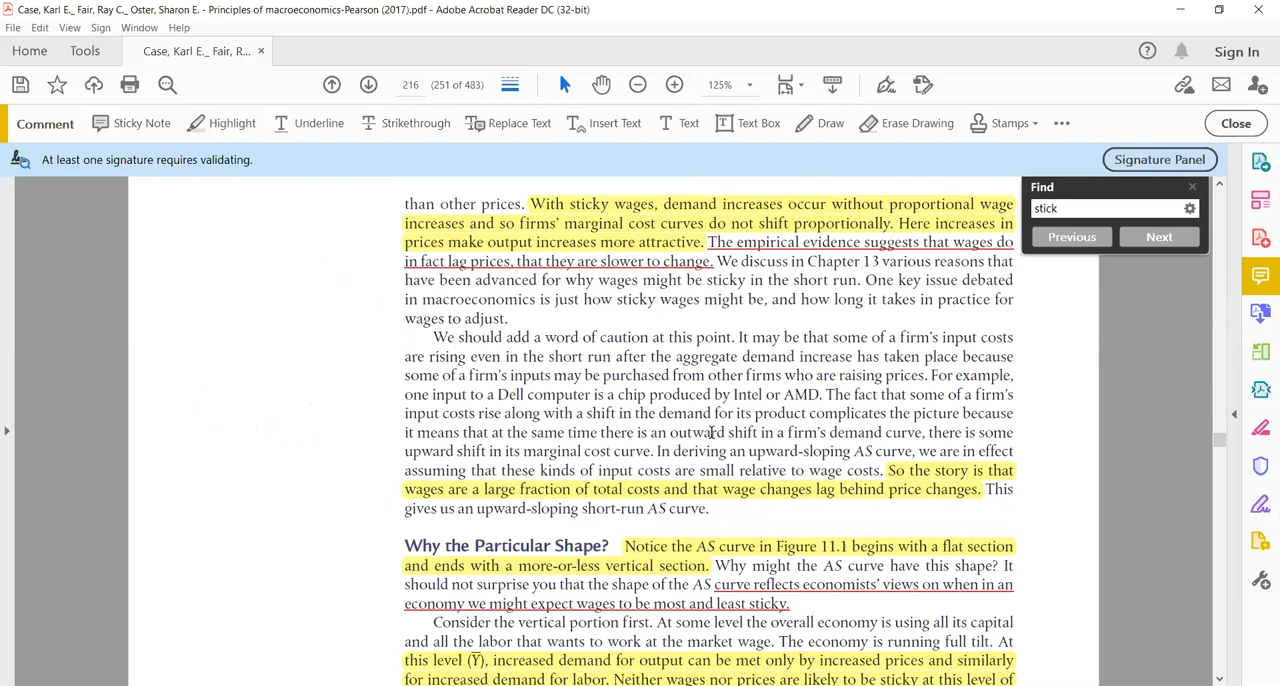 Case, Karl E._ Fair, Ray C._ Oster, Sharon E. - Principles of macroeconomics-Pearson (2017).pdf - Adobe Acrobat Reader DC (32-bit)
File Edit View Sign Window Help
Home Tools Case, Karl E._ Fair, R... × Sign In
216 (251 of 483) 125%
Comment Sticky Note Highlight Underline Strikethrough Replace Text Insert Text Text Text Box Draw Erase Drawing Stamps Close
At least one signature requires validating. Signature Panel
Find
stick
Previous Next
than other prices. With sticky wages, demand increases occur without proportional wage
increases and so firms' marginal cost curves do not shift proportionally. Here increases in
prices make output increases more attractive. The empirical evidence suggests that wages do
in fact lag prices, that they are slower to change. We discuss in Chapter 13 various reasons that
have been advanced for why wages might be sticky in the short run. One key issue debated
in macroeconomics is just how sticky wages might be, and how long it takes in practice for
wages to adjust.
We should add a word of caution at this point. It may be that some of a firm's input costs
are rising even in the short run after the aggregate demand increase has taken place because
some of a firm's inputs may be purchased from other firms who are raising prices. For example,
one input to a Dell computer is a chip produced by Intel or AMD. The fact that some of a firm's
input costs rise along with a shift in the demand for its product complicates the picture because
it means that at the same time there is an outward shift in a firm's demand curve, there is some
upward shift in its marginal cost curve. In deriving an upward-sloping AS curve, we are in effect
assuming that these kinds of input costs are small relative to wage costs. So the story is that
wages are a large fraction of total costs and that wage changes lag behind price changes. This
gives us an upward-sloping short-run AS curve.
Why the Particular Shape? Notice the AS curve in Figure 11.1 begins with a flat section
and ends with a more-or-less vertical section. Why might the AS curve have this shape? It
should not surprise you that the shape of the AS curve reflects economists' views on when in an
economy we might expect wages to be most and least sticky.
Consider the vertical portion first. At some level the overall economy is using all its capital
and all the labor that wants to work at the market wage. The economy is running full tilt. At
this level (Ȳ), increased demand for output can be met only by increased prices and similarly
for increased demand for labor. Neither wages nor prices are likely to be sticky at this level of